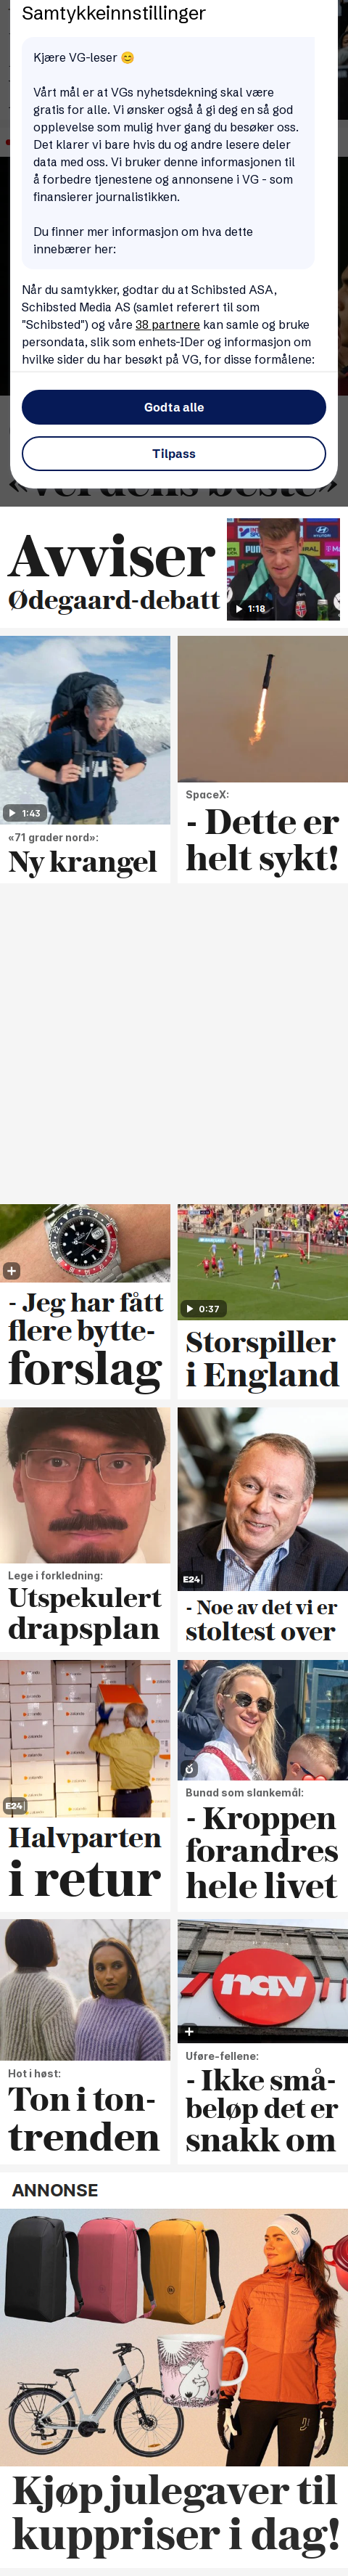 Samtykkeinnstillinger
Kjære VG-leser 😊
Vårt mål er at VGs nyhetsdekning skal være
gratis for alle. Vi ønsker også å gi deg en så god
opplevelse som mulig hver gang du besøker oss.
Det klarer vi bare hvis du og andre lesere deler
data med oss. Vi bruker denne informasjonen til
å forbedre tjenestene og annonsene i VG - som
finansierer journalistikken.
Du finner mer informasjon om hva dette
innebærer her:
Når du samtykker, godtar du at Schibsted ASA,
Schibsted Media AS (samlet referert til som
"Schibsted") og våre 38 partnere kan samle og bruke
persondata, slik som enhets-IDer og informasjon om
hvilke sider du har besøkt på VG, for disse formålene:
Godta alle
Tilpass
«Verdens beste»
Avviser
Ødegaard-debatt
HYUNDAI
PUMA
1:18
1:43
«71 grader nord»:
Ny krangel
SpaceX:
- Dette er
helt sykt!
- Jeg har fått
flere bytte-
forslag
0:37
Storspiller
i England
Lege i forkledning:
Utspekulert
drapsplan
E24
- Noe av det vi er
stoltest over
E24
Halvparten
i retur
Bunad som slankemål:
- Kroppen
forandres
hele livet
Hot i høst:
Ton i ton-
trenden
nav
Uføre-fellene:
- Ikke små-
beløp det er
snakk om
ANNONSE
Kjøp julegaver til
kuppriser i dag!